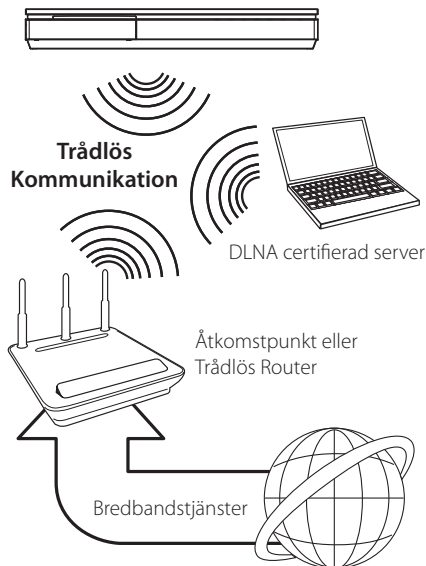 Trådlös
Kommunikation
DLNA certifierad server
Åtkomstpunkt eller
Trådlös Router
Bredbandstjänster